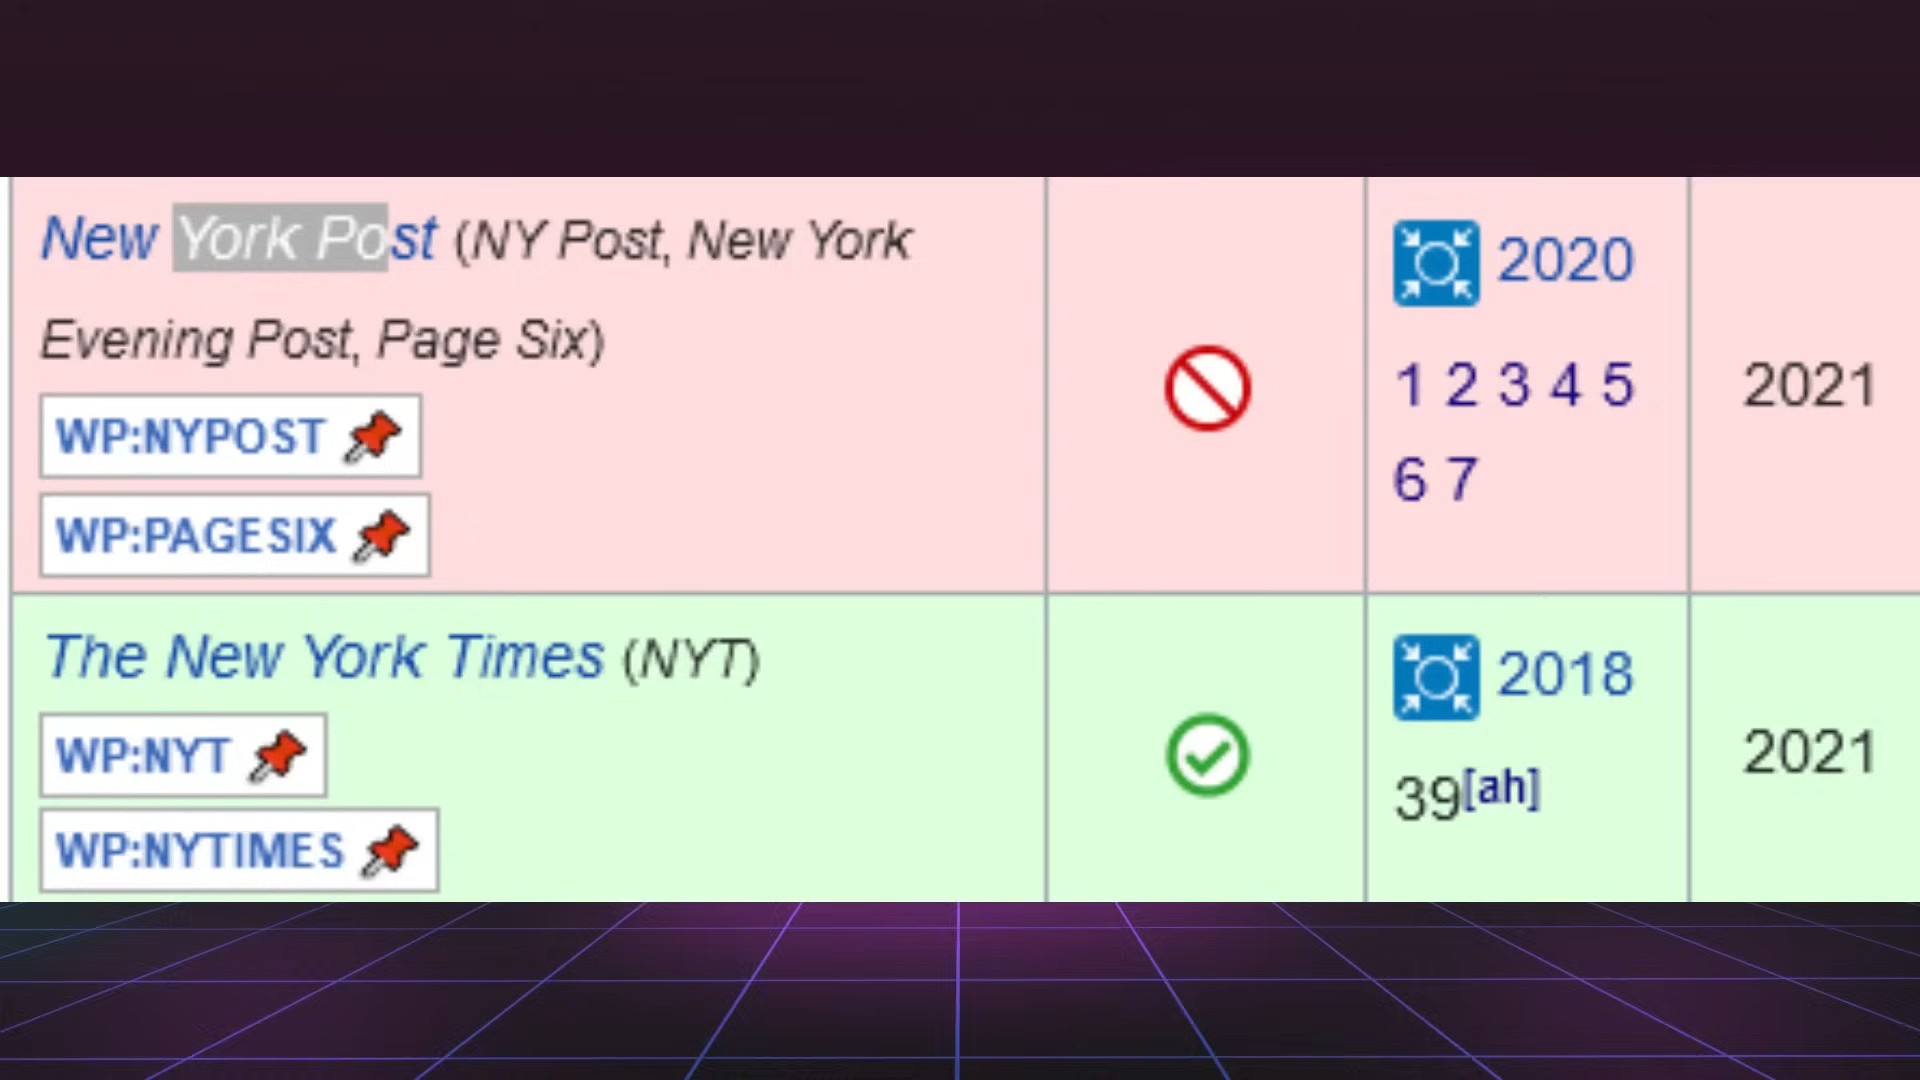 New York Post (NY Post, New York
Evening Post, Page Six)
WP:NYPOST
WP:PAGESIX
2020
1 2 3 4 5
6 7
2021
The New York Times (NYT)
WP:NYT
WP:NYTIMES
2018
39[ah]
2021